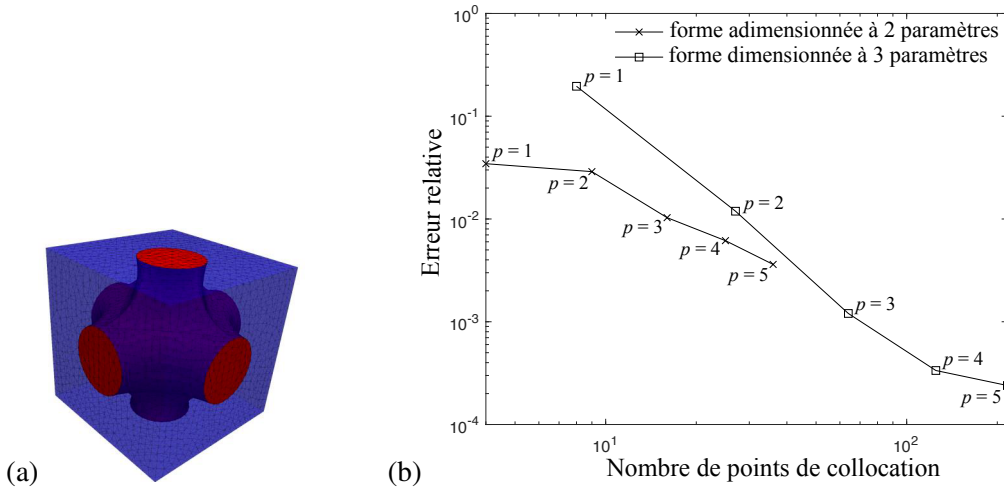 (a)
(b)
Erreur relative
10^0
10^-1
10^-2
10^-3
10^-4
forme adimensionnée à 2 paramètres
forme dimensionnée à 3 paramètres
p = 1
p = 1
p = 2
p = 2
p = 3
p = 4
p = 5
p = 3
p = 4
p = 5
10^1
10^2
Nombre de points de collocation